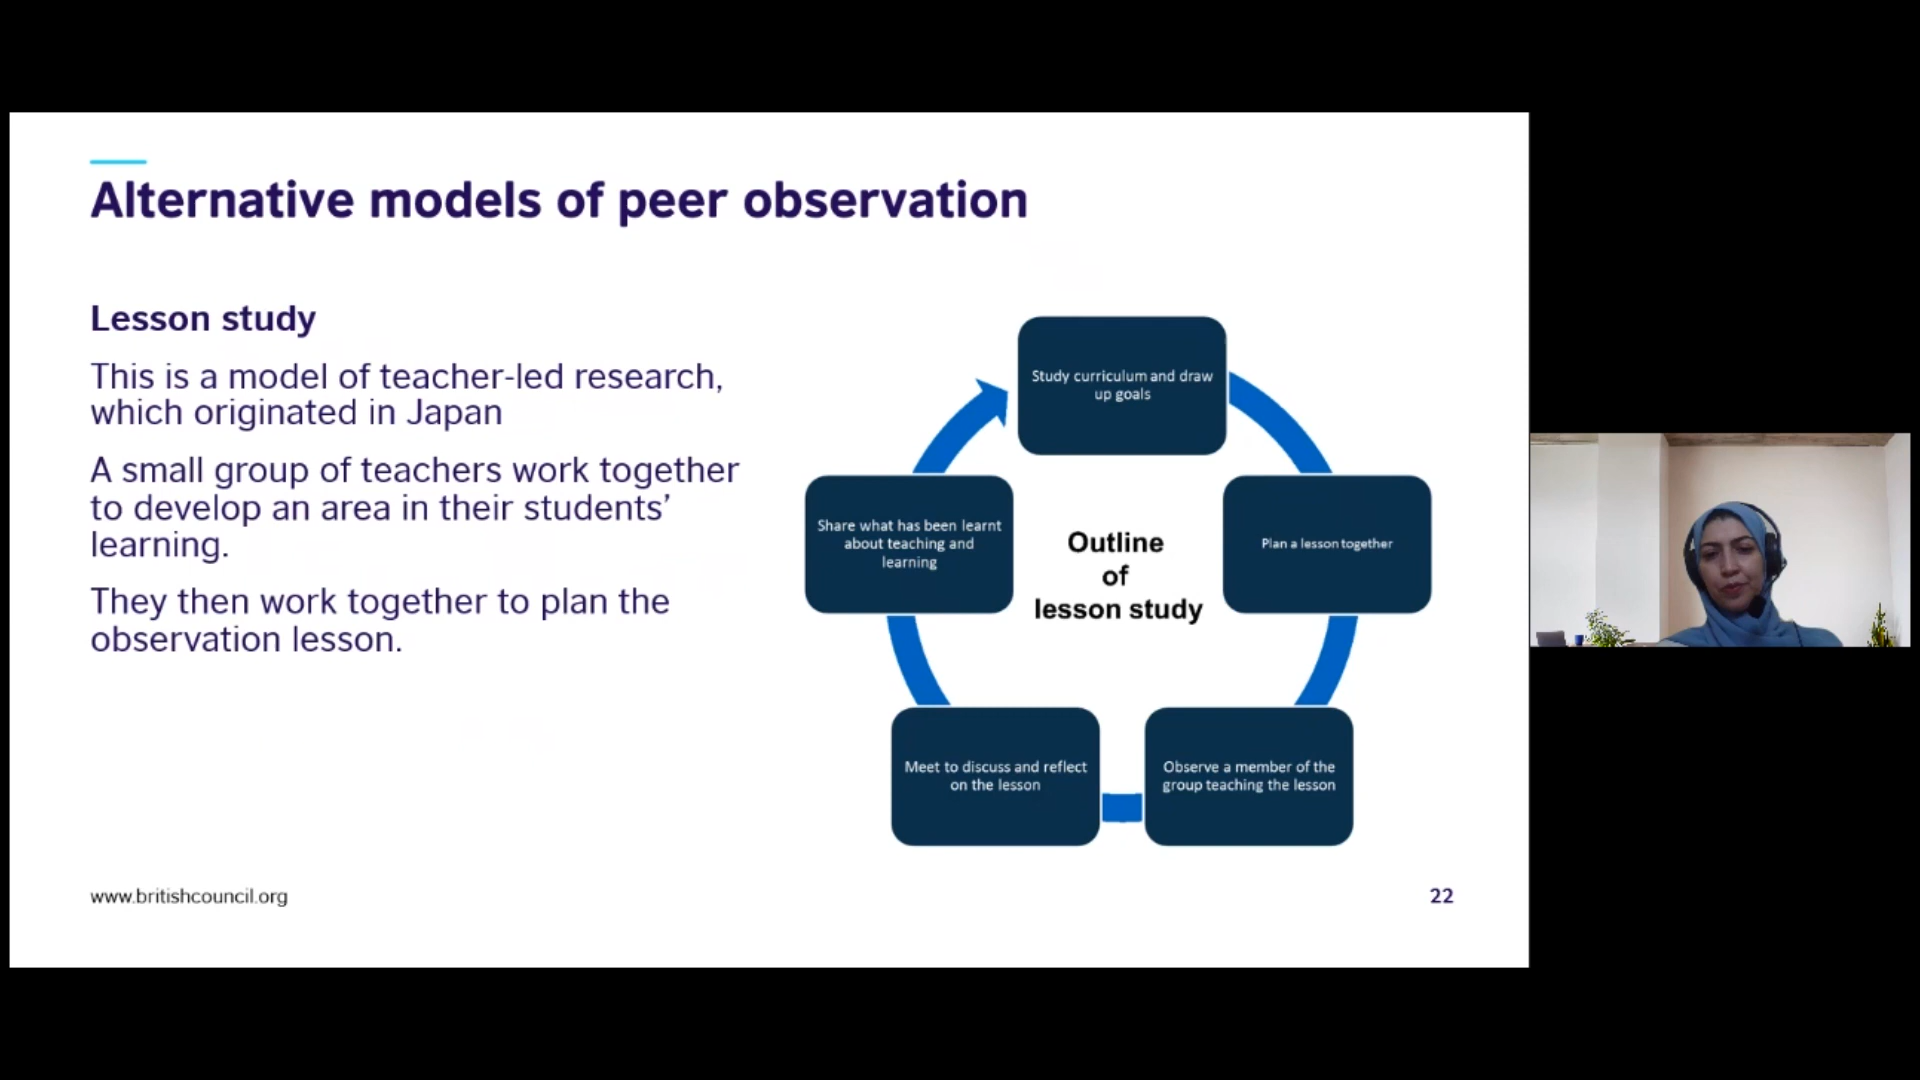 Alternative models of peer observation
Lesson study
This is a model of teacher-led research,
which originated in Japan
A small group of teachers work together
to develop an area in their students’
learning.
They then work together to plan the
observation lesson.
Study curriculum and draw
up goals
Plan a lesson together
Observe a member of the
group teaching the lesson
Meet to discuss and reflect
on the lesson
Share what has been learnt
about teaching and
learning
Outline
of
lesson study
www.britishcouncil.org
22